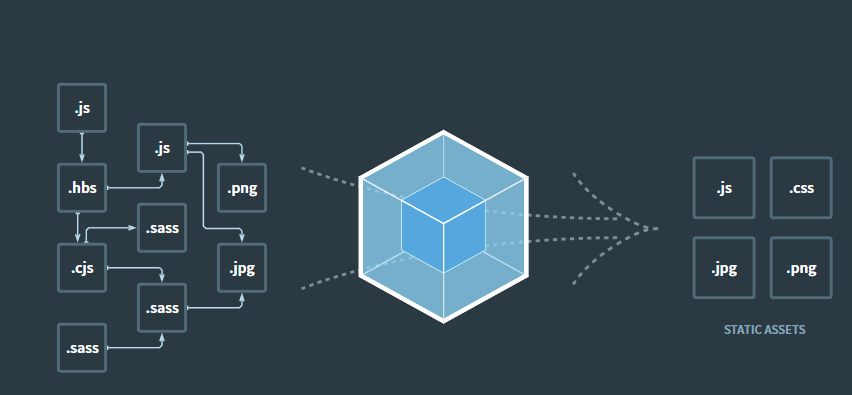 .js
.js
.hbs
.png
.sass
.cjs
.jpg
.sass
.sass
.js
.css
.jpg
.png
STATIC ASSETS